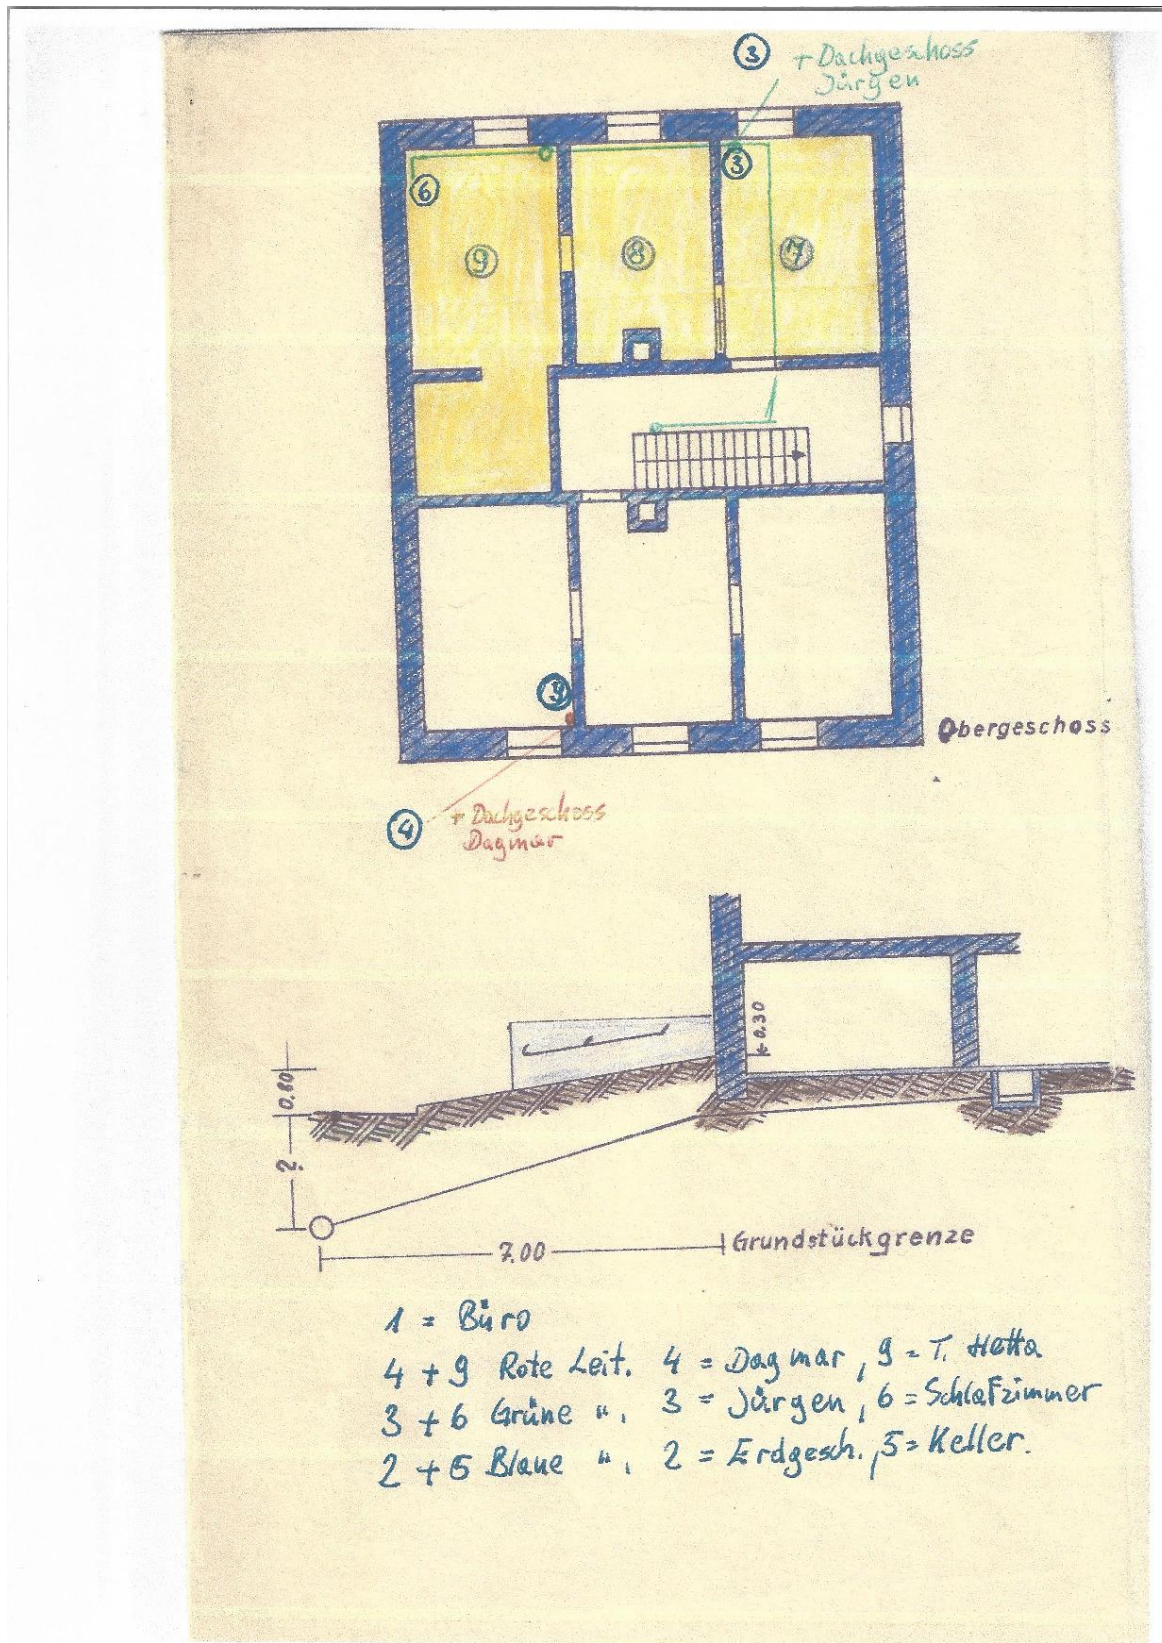 ③ + Dachgeschoss
Jürgen
⑥ ③
⑨ ⑧ ⑦
⑨
Obergeschoss
④ + Dachgeschoss
Dagmar
0.30
0.80
?
7.00 Grundstückgrenze
1 = Büro
4 + 9 Rote Leit. 4 = Dagmar, 9 = T. Hetta
3 + 6 Grüne ". 3 = Jürgen, 6 = Schlafzimmer
2 + 5 Blaue ". 2 = Erdgesch., 5 = Keller.